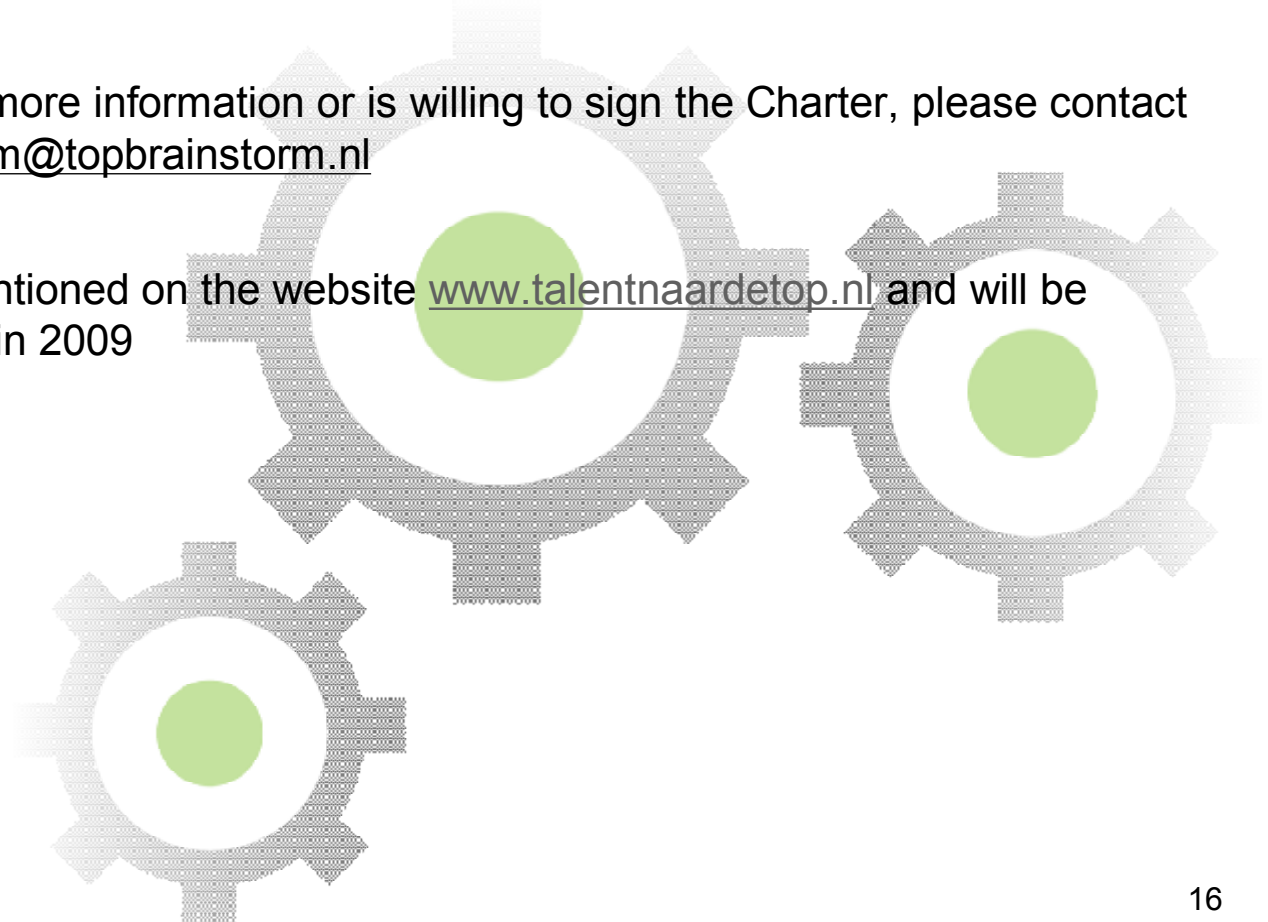 more information or is willing to sign the Charter, please contact
m@topbrainstorm.nl
ntioned on the website www.talentnaardetop.nl and will be
in 2009
16